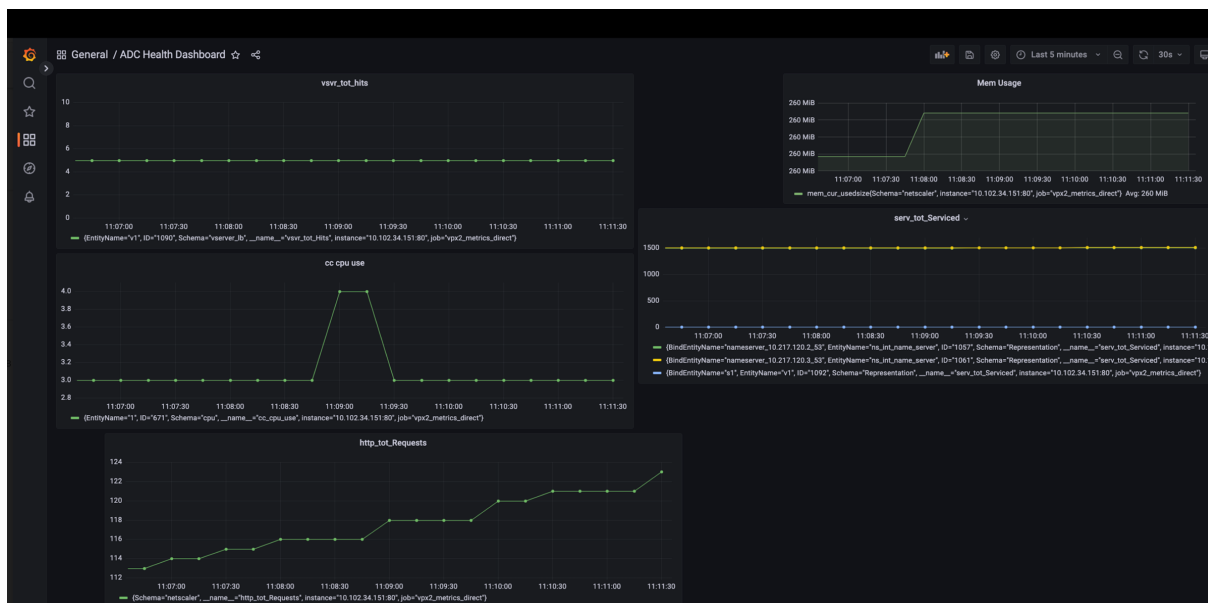 General / ADC Health Dashboard
Last 5 minutes
30s
vsvr_tot_hits
10
8
6
4
2
0
11:07:00 11:07:30 11:08:00 11:08:30 11:09:00 11:09:30 11:10:00 11:10:30 11:11:00 11:11:30
{EntityName="v1", ID="1090", Schema="vserver_lb", __name__="vsvr_tot_Hits", instance="10.102.34.151:80", job="vpx2_metrics_direct"}
Mem Usage
260 MiB
260 MiB
260 MiB
260 MiB
260 MiB
11:07:00 11:07:30 11:08:00 11:08:30 11:09:00 11:09:30 11:10:00 11:10:30 11:11:00 11:11:30
mem_cur_usedsize{Schema="netscaler", instance="10.102.34.151:80", job="vpx2_metrics_direct"} Avg: 260 MiB
serv_tot_Serviced
1500
1000
500
0
11:07:00 11:07:30 11:08:00 11:08:30 11:09:00 11:09:30 11:10:00 11:10:30 11:11:00 11:11:30
{BindEntityName="nameserver_10.217.120.2_53", EntityName="ns_int_name_server", ID="1057", Schema="Representation", __name__="serv_tot_Serviced", instance="10.
{BindEntityName="nameserver_10.217.120.3_53", EntityName="ns_int_name_server", ID="1061", Schema="Representation", __name__="serv_tot_Serviced", instance="10.
{BindEntityName="s1", EntityName="v1", ID="1092", Schema="Representation", __name__="serv_tot_Serviced", instance="10.102.34.151:80", job="vpx2_metrics_direct"}
cc cpu use
4.0
3.8
3.6
3.4
3.2
3.0
2.8
11:07:00 11:07:30 11:08:00 11:08:30 11:09:00 11:09:30 11:10:00 11:10:30 11:11:00 11:11:30
{EntityName="1", ID="671", Schema="cpu", __name__="cc_cpu_use", instance="10.102.34.151:80", job="vpx2_metrics_direct"}
http_tot_Requests
124
122
120
118
116
114
112
11:07:00 11:07:30 11:08:00 11:08:30 11:09:00 11:09:30 11:10:00 11:10:30 11:11:00 11:11:30
{Schema="netscaler", __name__="http_tot_Requests", instance="10.102.34.151:80", job="vpx2_metrics_direct"}